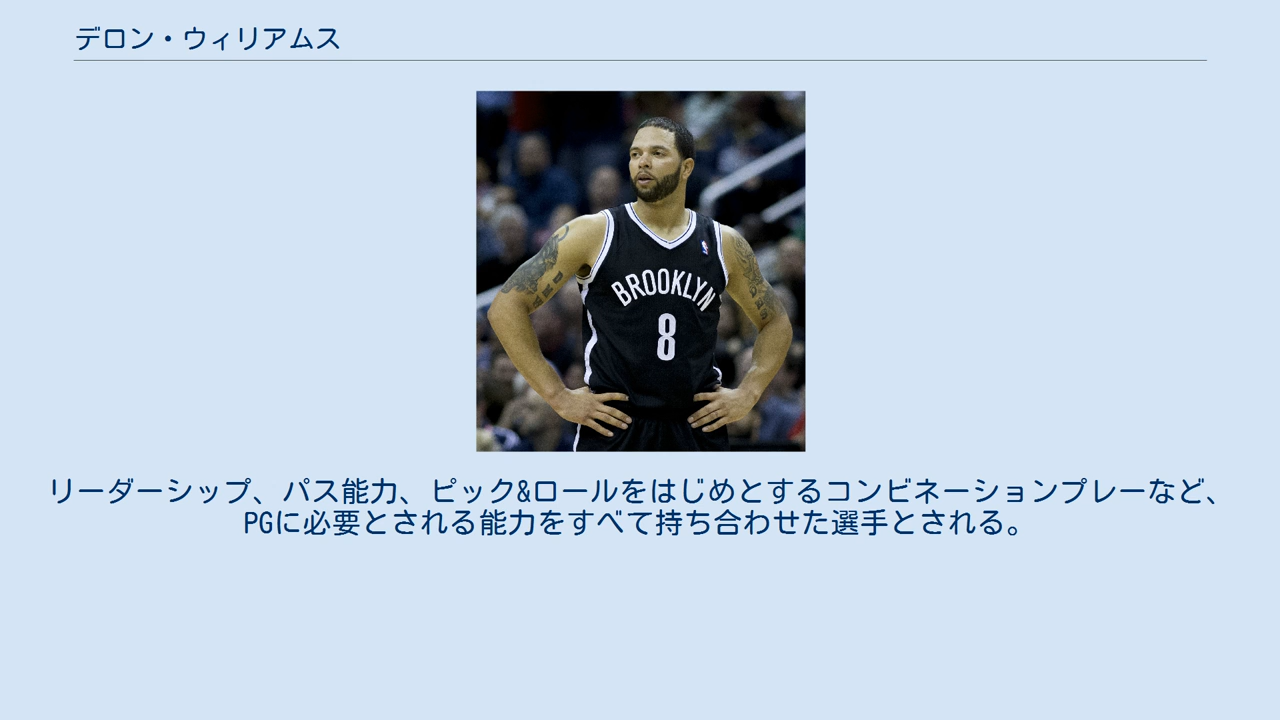 デロン・ウィリアムス
BROOKLYN
8
リーダーシップ、パス能力、ピック&ロールをはじめとするコンビネーションプレーなど、
PGに必要とされる能力をすべて持ち合わせた選手とされる。